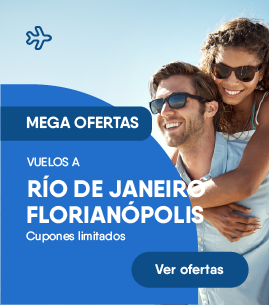 MEGA OFERTAS
VUELOS A
RÍO DE JANEIRO
FLORIANÓPOLIS
Cupones limitados
Ver ofertas